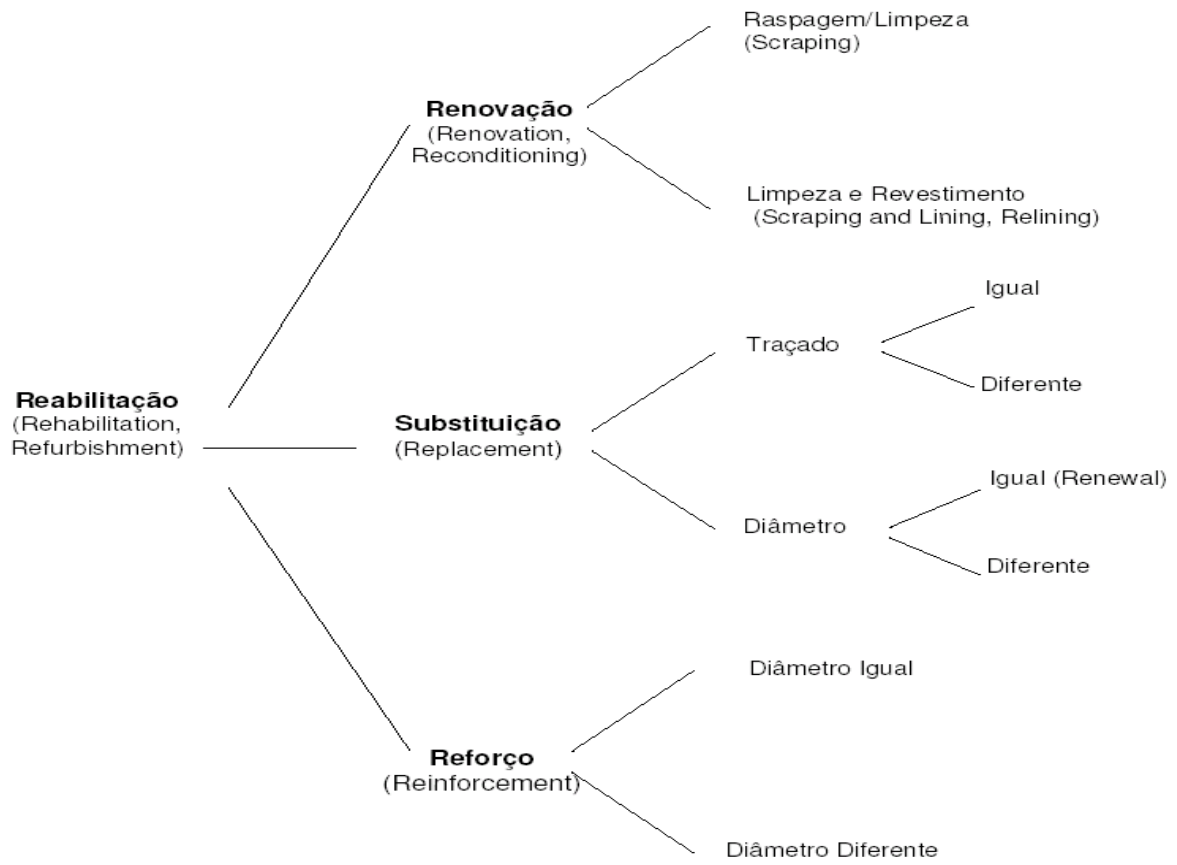 Raspagem/Limpeza
(Scraping)
Renovação
(Renovation,
Reconditioning)
Limpeza e Revestimento
(Scraping and Lining, Relining)
Igual
Traçado
Diferente
Reabilitação
(Rehabilitation,
Refurbishment)
Substituição
(Replacement)
Igual (Renewal)
Diâmetro
Diferente
Diâmetro Igual
Reforço
(Reinforcement)
Diâmetro Diferente